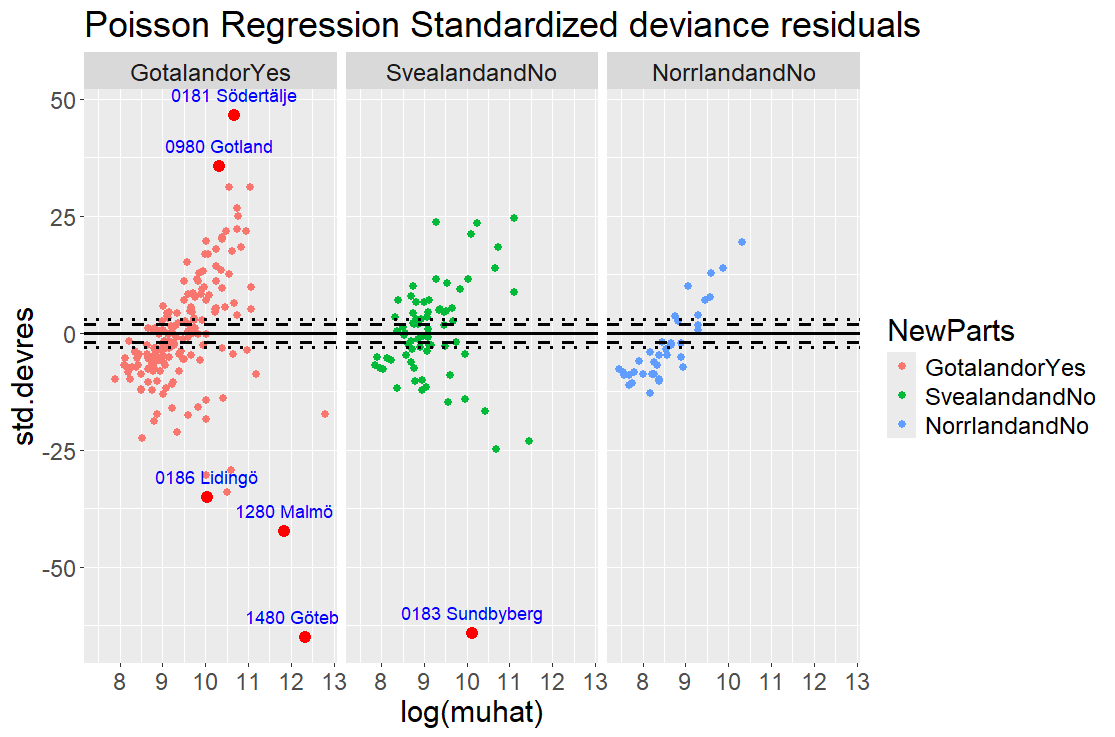 Poisson Regression Standardized deviance residuals
GotalandorYes
SvealandandNo
NorrlandandNo
std.devres
50
25
0
-25
-50
0181 Södertälje
0980 Gotland
0186 Lidingö
1280 Malmö
1480 Göteb
0183 Sundbyberg
8 9 10 11 12 13
8 9 10 11 12 13
8 9 10 11 12 13
log(muhat)
NewParts
GotalandorYes
SvealandandNo
NorrlandandNo